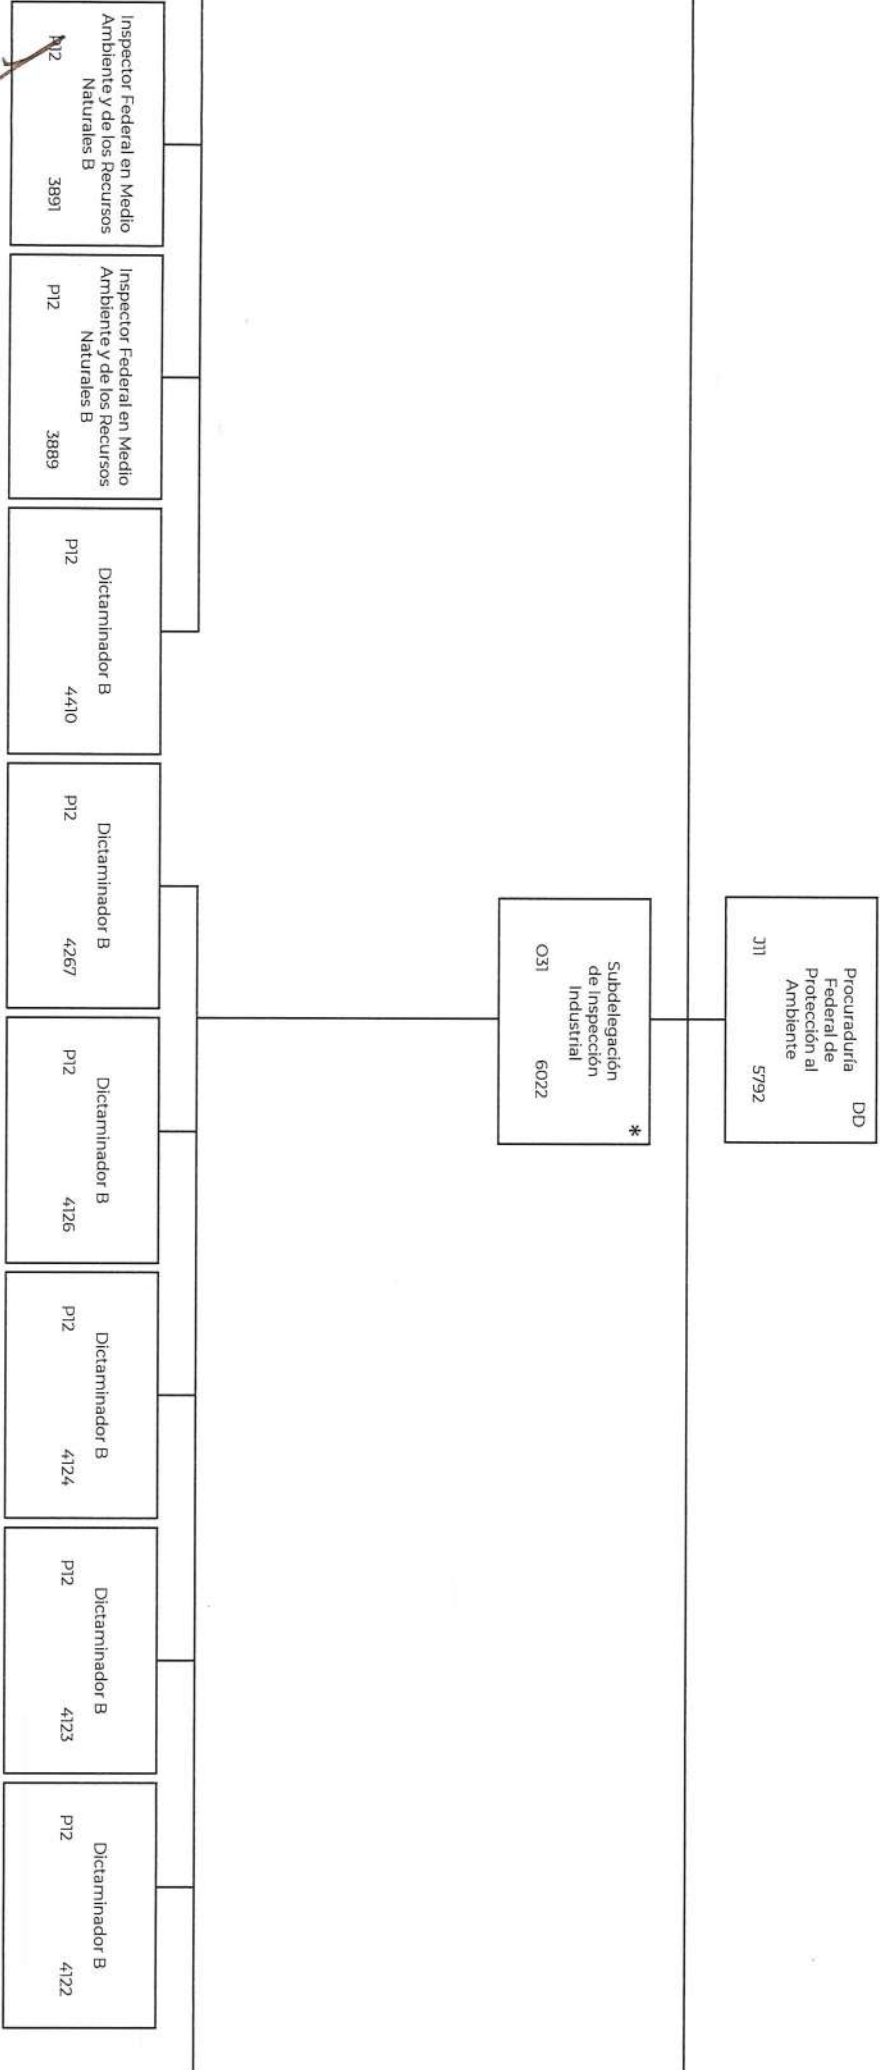 DD
Procuraduría
Federal de
Protección al
Ambiente
J11 5792
*
Subdelegación
de Inspección
Industrial
O31 6022
Inspector Federal en Medio
Ambiente y de los Recursos
Naturales B
P12 3891
Inspector Federal en Medio
Ambiente y de los Recursos
Naturales B
P12 3889
Dictaminador B
P12 4410
Dictaminador B
P12 4267
Dictaminador B
P12 4126
Dictaminador B
P12 4124
Dictaminador B
P12 4123
Dictaminador B
P12 4122